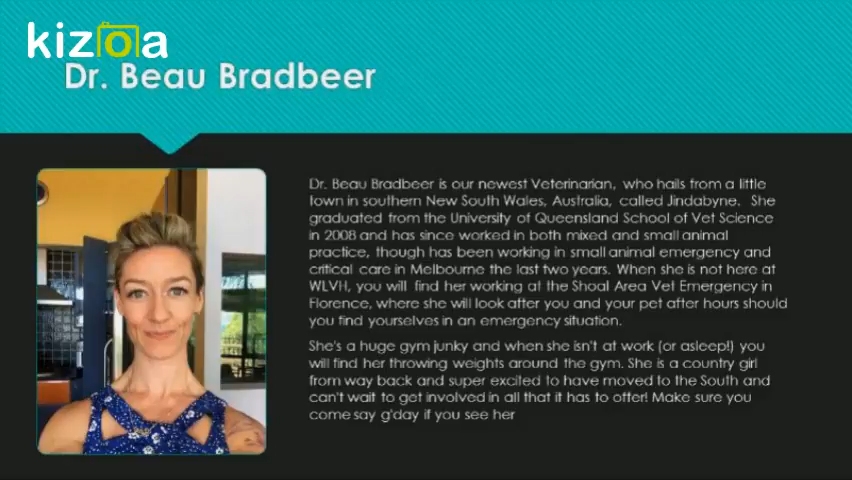 kizoa
Dr. Beau Bradbeer
Dr. Beau Bradbeer is our newest Veterinarian, who hails from a little
town in southern New South Wales, Australia, called Jindabyne. She
graduated from the University of Queensland School of Vet Science
in 2008 and has since worked in both mixed and small animal
practice, though has been working in small animal emergency and
critical care in Melbourne the last two years. When she is not here at
WLVH, you will find her working at the Shoal Area Vet Emergency in
Florence, where she will look after you and your pet after hours should
you find yourselves in an emergency situation.
She's a huge gym junky and when she isn't at work (or asleep!) you
will find her throwing weights around the gym. She is a country girl
from way back and super excited to have moved to the South and
can't wait to get involved in all that it has to offer! Make sure you
come say g'day if you see her